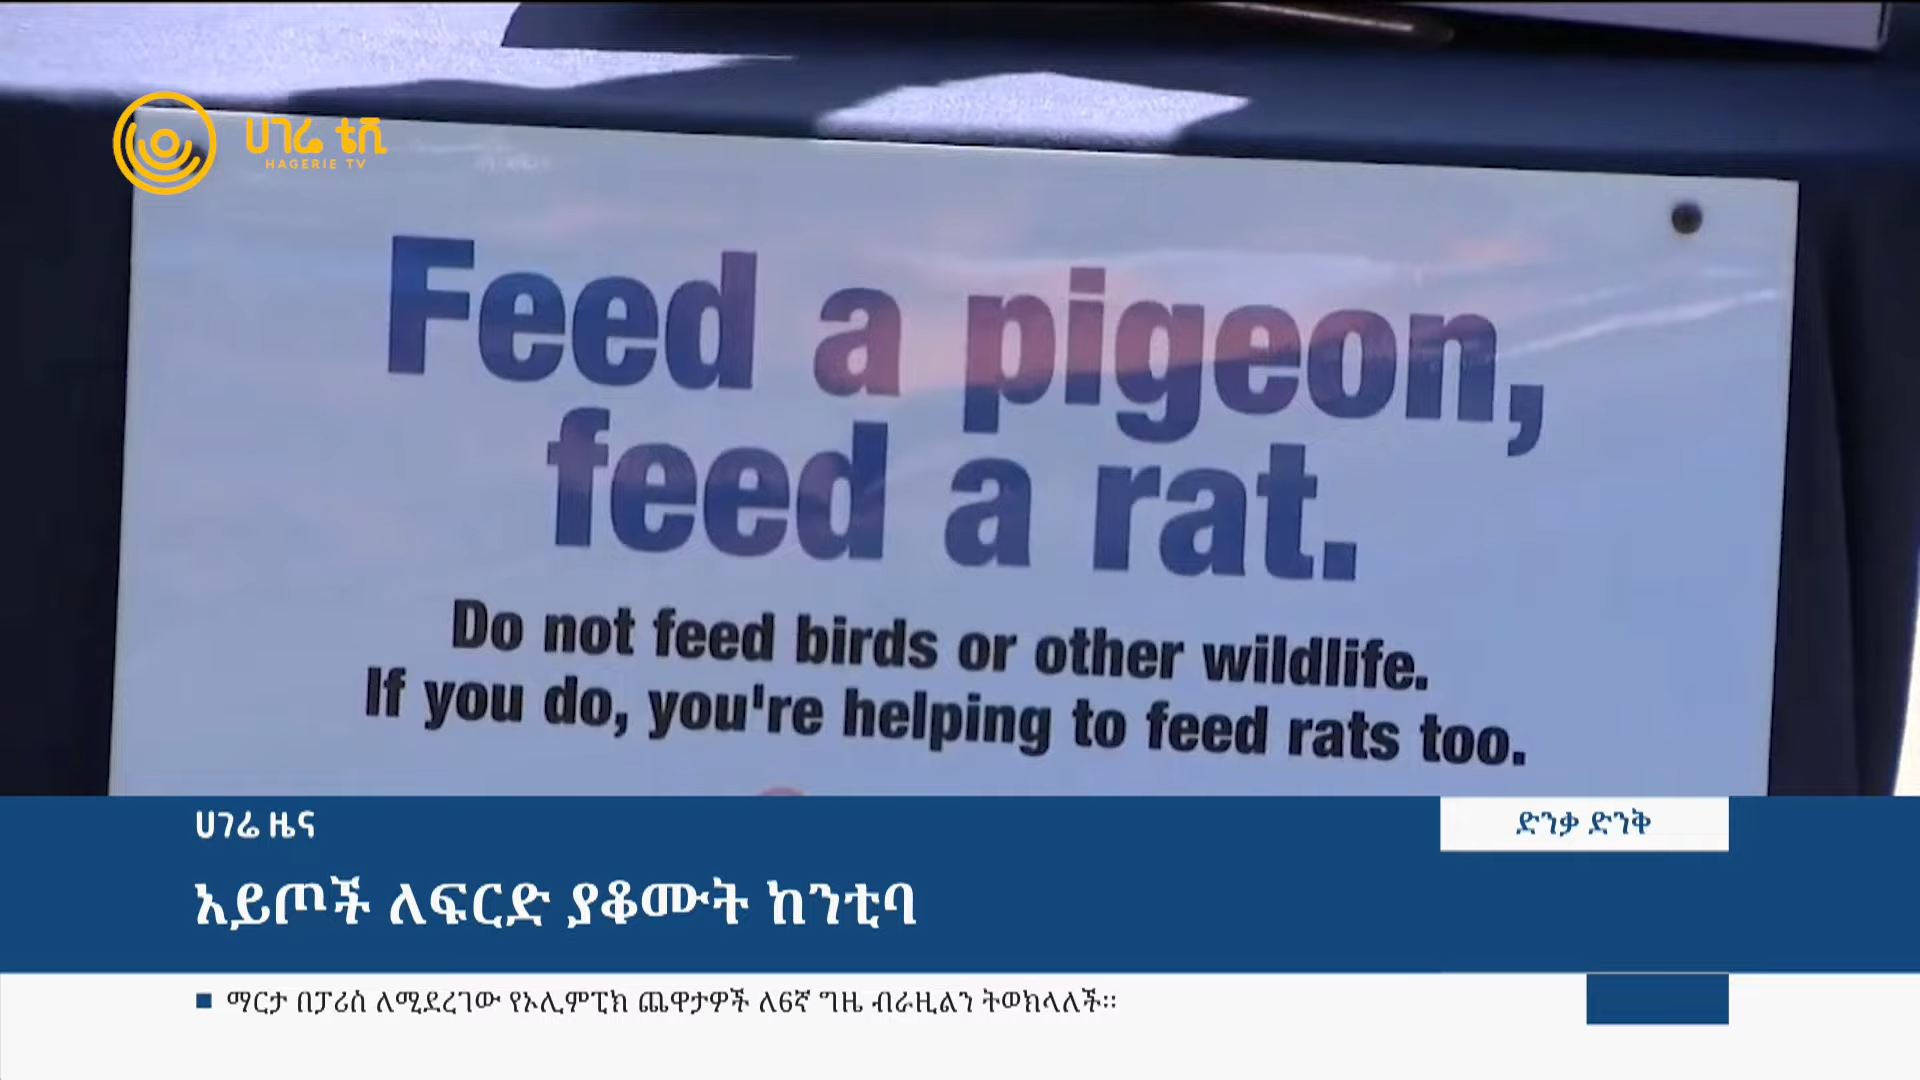 ሀገሬ ቲቪ
HAGERIE TV
Feed a pigeon,
feed a rat.
Do not feed birds or other wildlife.
If you do, you're helping to feed rats too.
ሀገሬ ዜና
ድንቃ ድንቅ
አይጦች ለፍርድ ያቆሙት ከንቲባ
ማርታ በፓሪስ ለሚደረገው የኦሊምፒክ ጨዋታዎች ለ6ኛ ግዜ ብራዚልን ትወክላለች፡፡